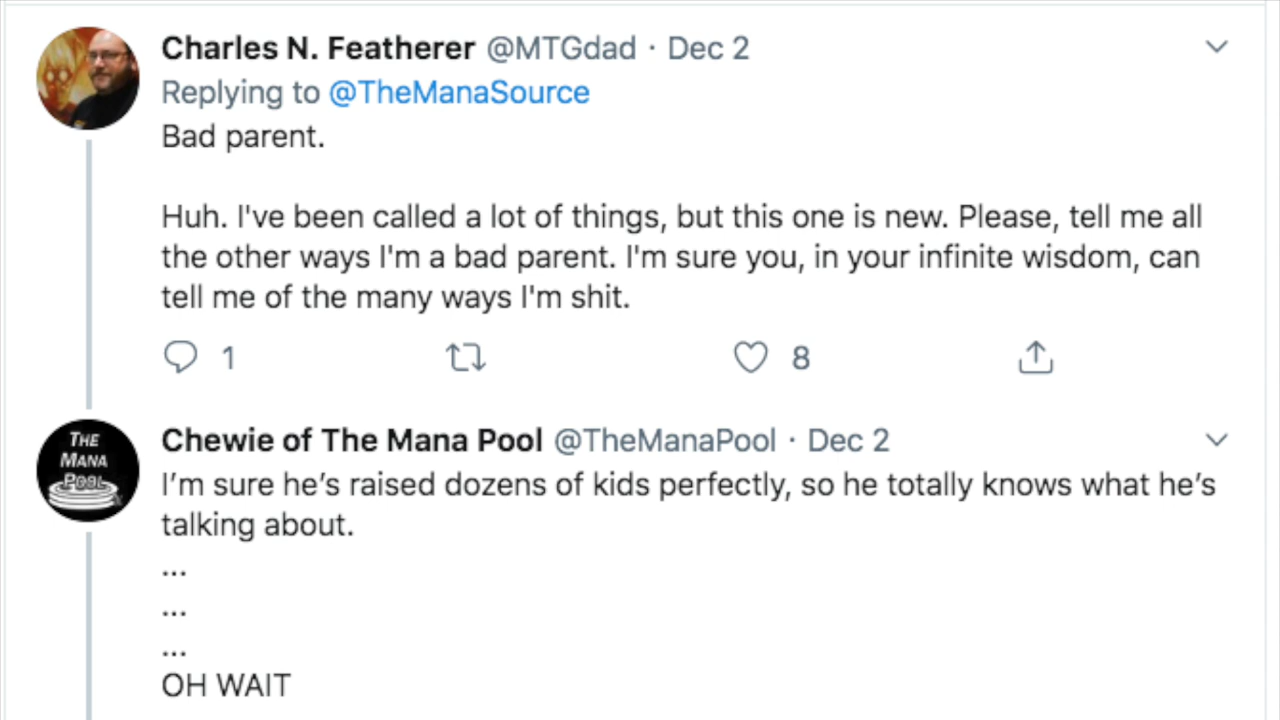 Charles N. Featherer @MTGdad · Dec 2
Replying to @TheManaSource
Bad parent.
Huh. I've been called a lot of things, but this one is new. Please, tell me all
the other ways I'm a bad parent. I'm sure you, in your infinite wisdom, can
tell me of the many ways I'm shit.
1 8
THE
MANA
POOL
Chewie of The Mana Pool @TheManaPool · Dec 2
I’m sure he’s raised dozens of kids perfectly, so he totally knows what he’s
talking about.
...
...
...
OH WAIT